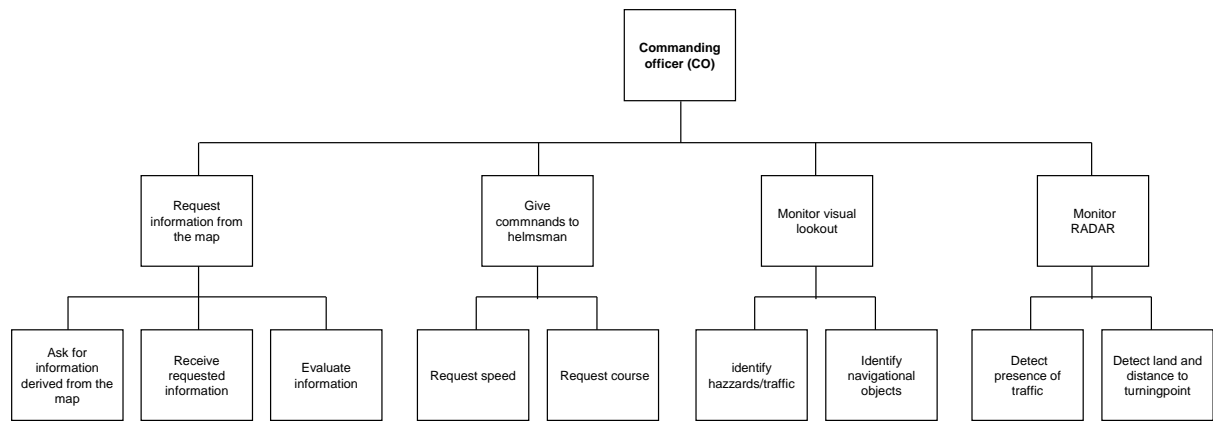 Commanding
officer (CO)
Request
information from
the map
Give
commnands to
helmsman
Monitor visual
lookout
Monitor
RADAR
Ask for
information
derived from the
map
Receive
requested
information
Evaluate
information
Request speed
Request course
identify
hazzards/traffic
Identify
navigational
objects
Detect
presence of
traffic
Detect land and
distance to
turningpoint